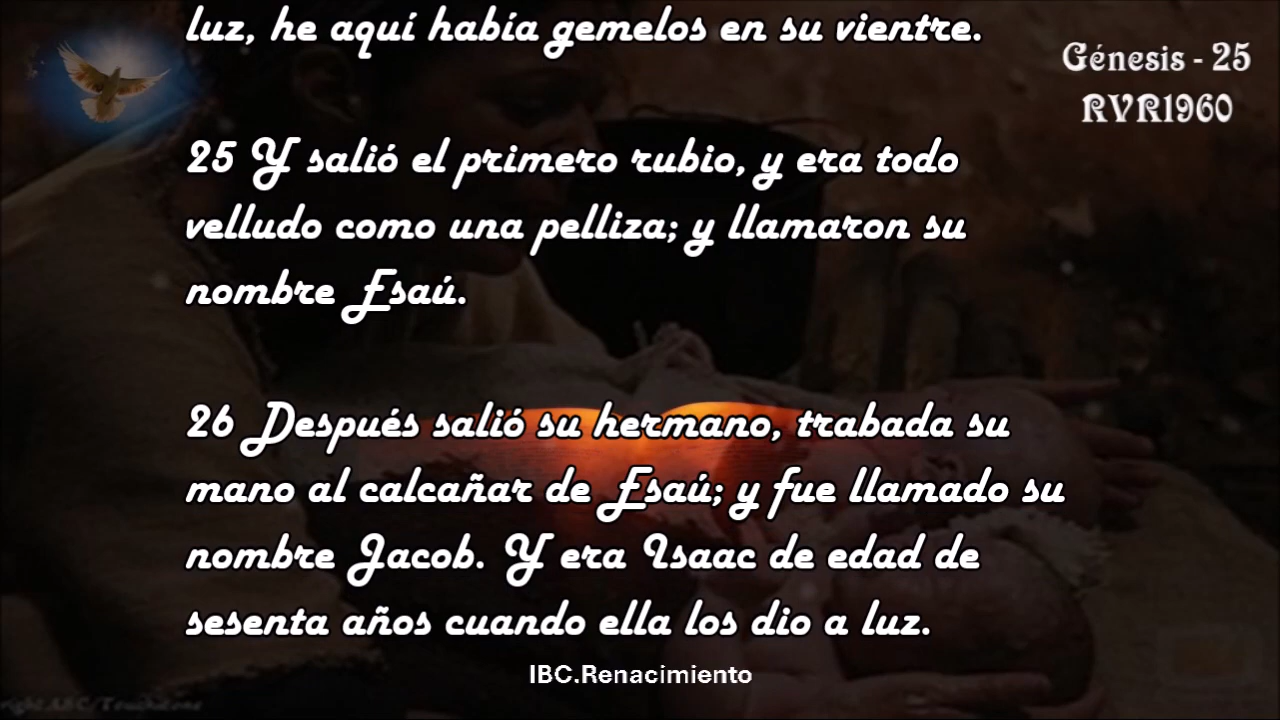 luz, he aquí había gemelos en su vientre.
Génesis - 25
RVR1960
25 Y salió el primero rubio, y era todo
velludo como una pelliza; y llamaron su
nombre Esaú.
26 Después salió su hermano, trabada su
mano al calcañar de Esaú; y fue llamado su
nombre Jacob. Y era Isaac de edad de
sesenta años cuando ella los dio a luz.
IBC.Renacimiento
ABC/Touchstone